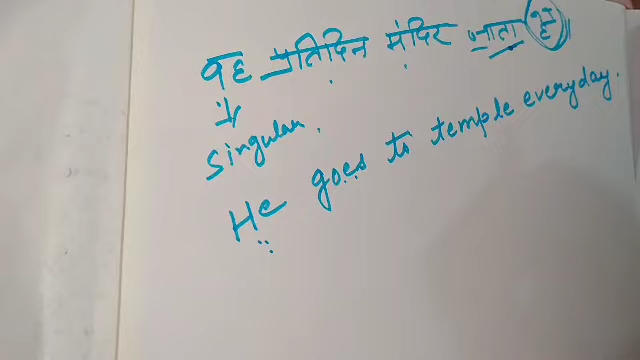 वह प्रतिदिन मंदिर जाता है
Singular.
He goes to temple everyday.